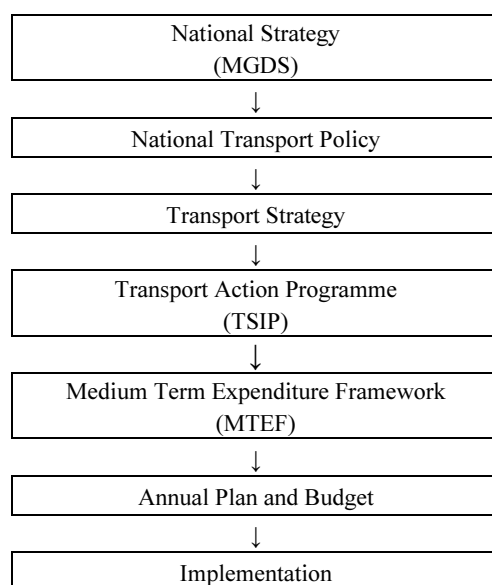 National Strategy
(MGDS)
↓
National Transport Policy
↓
Transport Strategy
↓
Transport Action Programme
(TSIP)
↓
Medium Term Expenditure Framework
(MTEF)
↓
Annual Plan and Budget
↓
Implementation